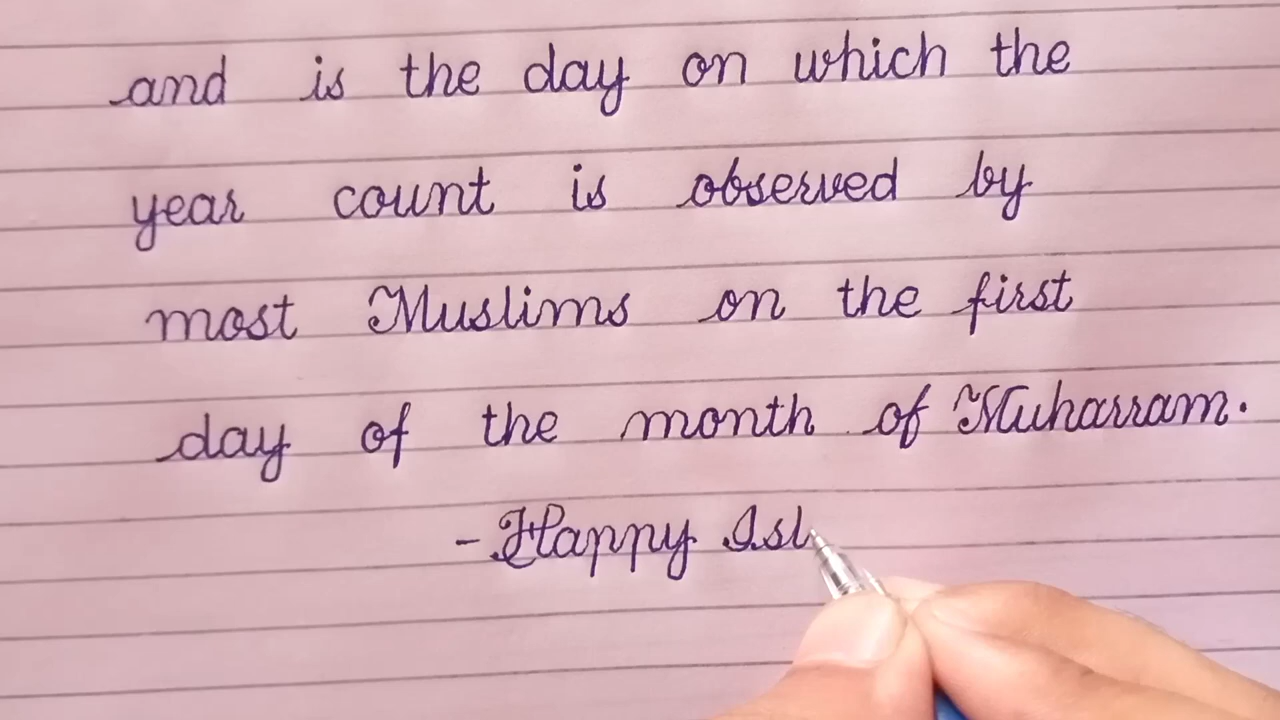 and is the day on which the
year count is observed by
most Muslims on the first
day of the month of Muharram.
- Happy Isl